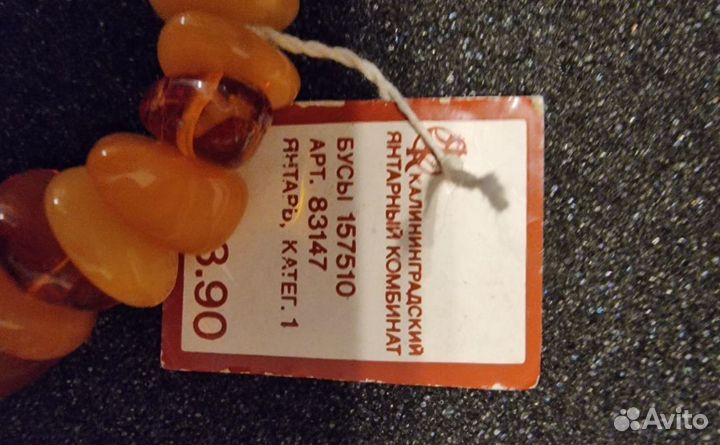 КАЛИНИНГРАДСКИЙ
ЯНТАРНЫЙ КОМБИНАТ
БУСЫ 157510
АРТ. 83147
ЯНТАРЬ, КАТЕГ. 1
3.90
Avito